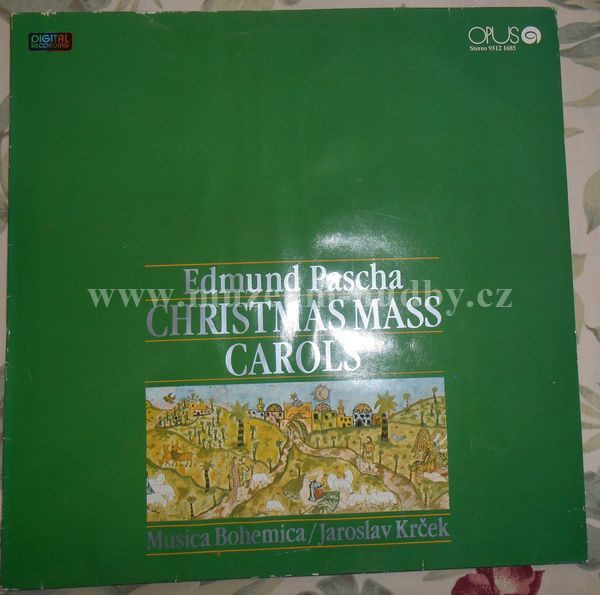 DIGITAL
RECORDING
OPUS
Stereo 9312 1685
Edmund Pascha
CHRISTMAS MASS
CAROLS
Musica Bohemica / Jaroslav Krček